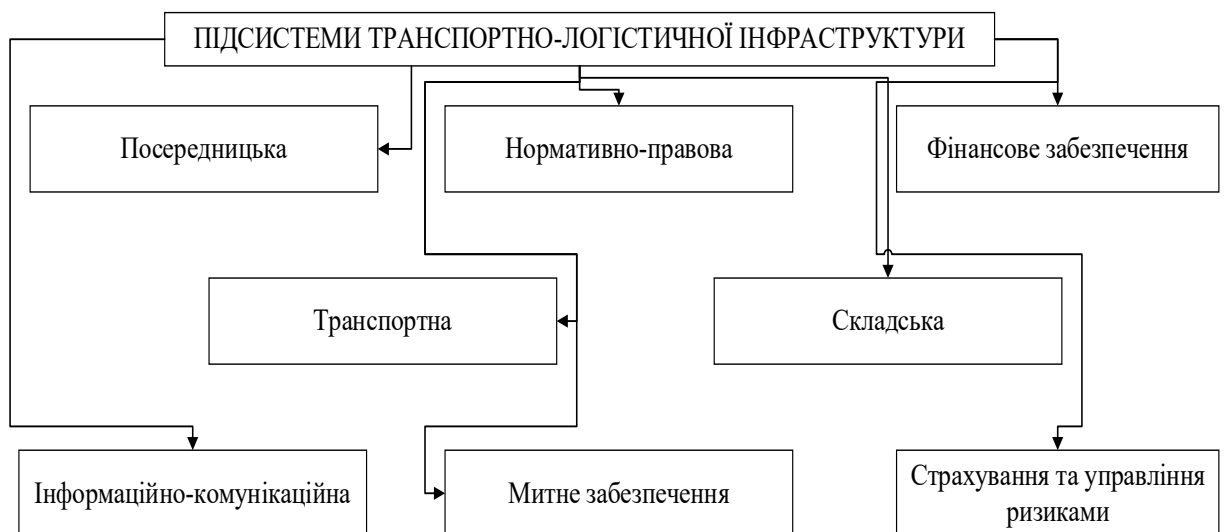 ПІДСИСТЕМИ ТРАНСПОРТНО-ЛОГІСТИЧНОЇ ІНФРАСТРУКТУРИ
Посередницька
Нормативно-правова
Фінансове забезпечення
Транспортна
Складська
Інформаційно-комунікаційна
Митне забезпечення
Страхування та управління
ризиками